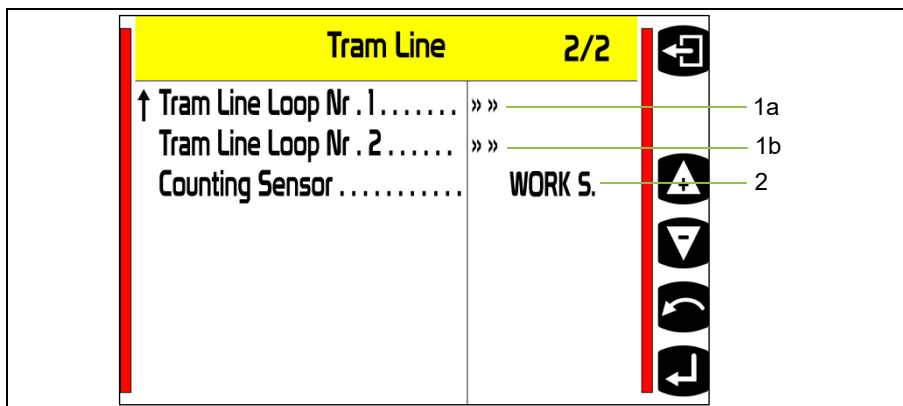 Tram Line 2/2
↑ Tram Line Loop Nr .1....... »» 1a
Tram Line Loop Nr . 2...... »» 1b
Counting Sensor........... WORK S. 2
+
-